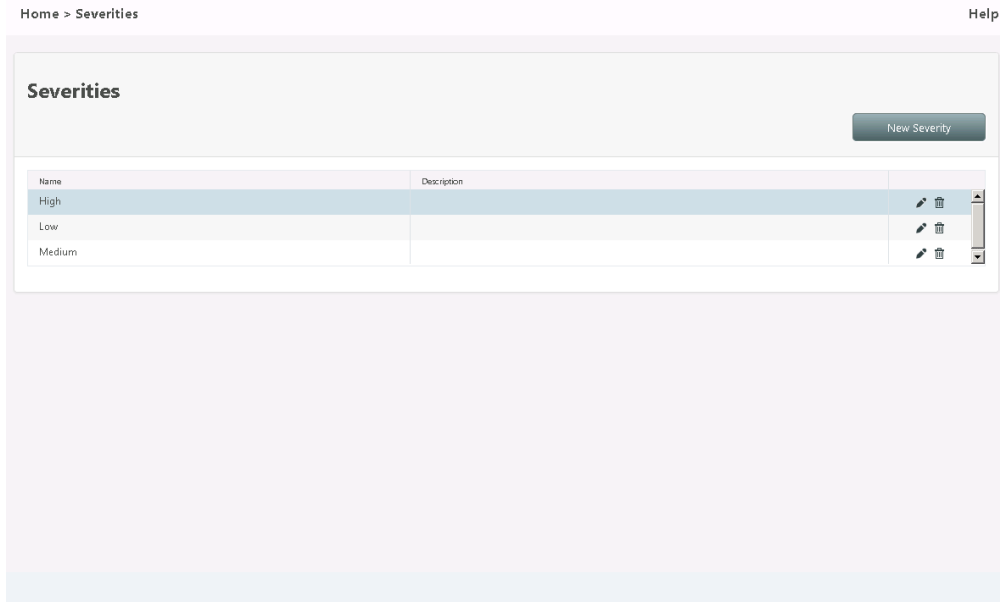 Home > Severities
Help
Severities
New Severity
Name Description
High
Low
Medium